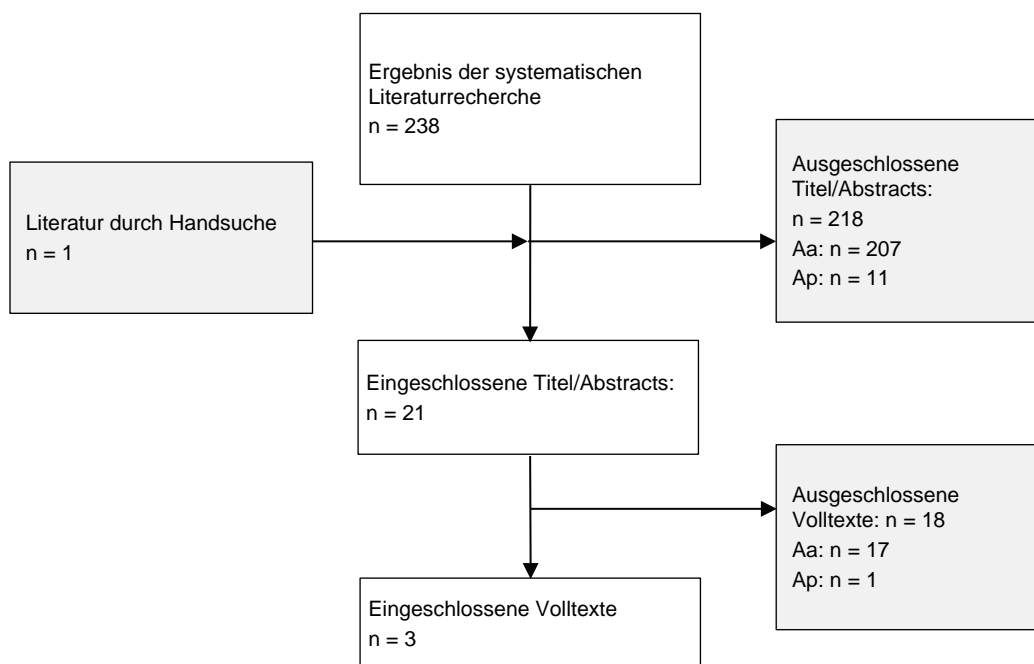 Ergebnis der systematischen
Literaturrecherche
n = 238
Literatur durch Handsuche
n = 1
Ausgeschlossene
Titel/Abstracts:
n = 218
Aa: n = 207
Ap: n = 11
Eingeschlossene Titel/Abstracts:
n = 21
Ausgeschlossene
Volltexte: n = 18
Aa: n = 17
Ap: n = 1
Eingeschlossene Volltexte
n = 3